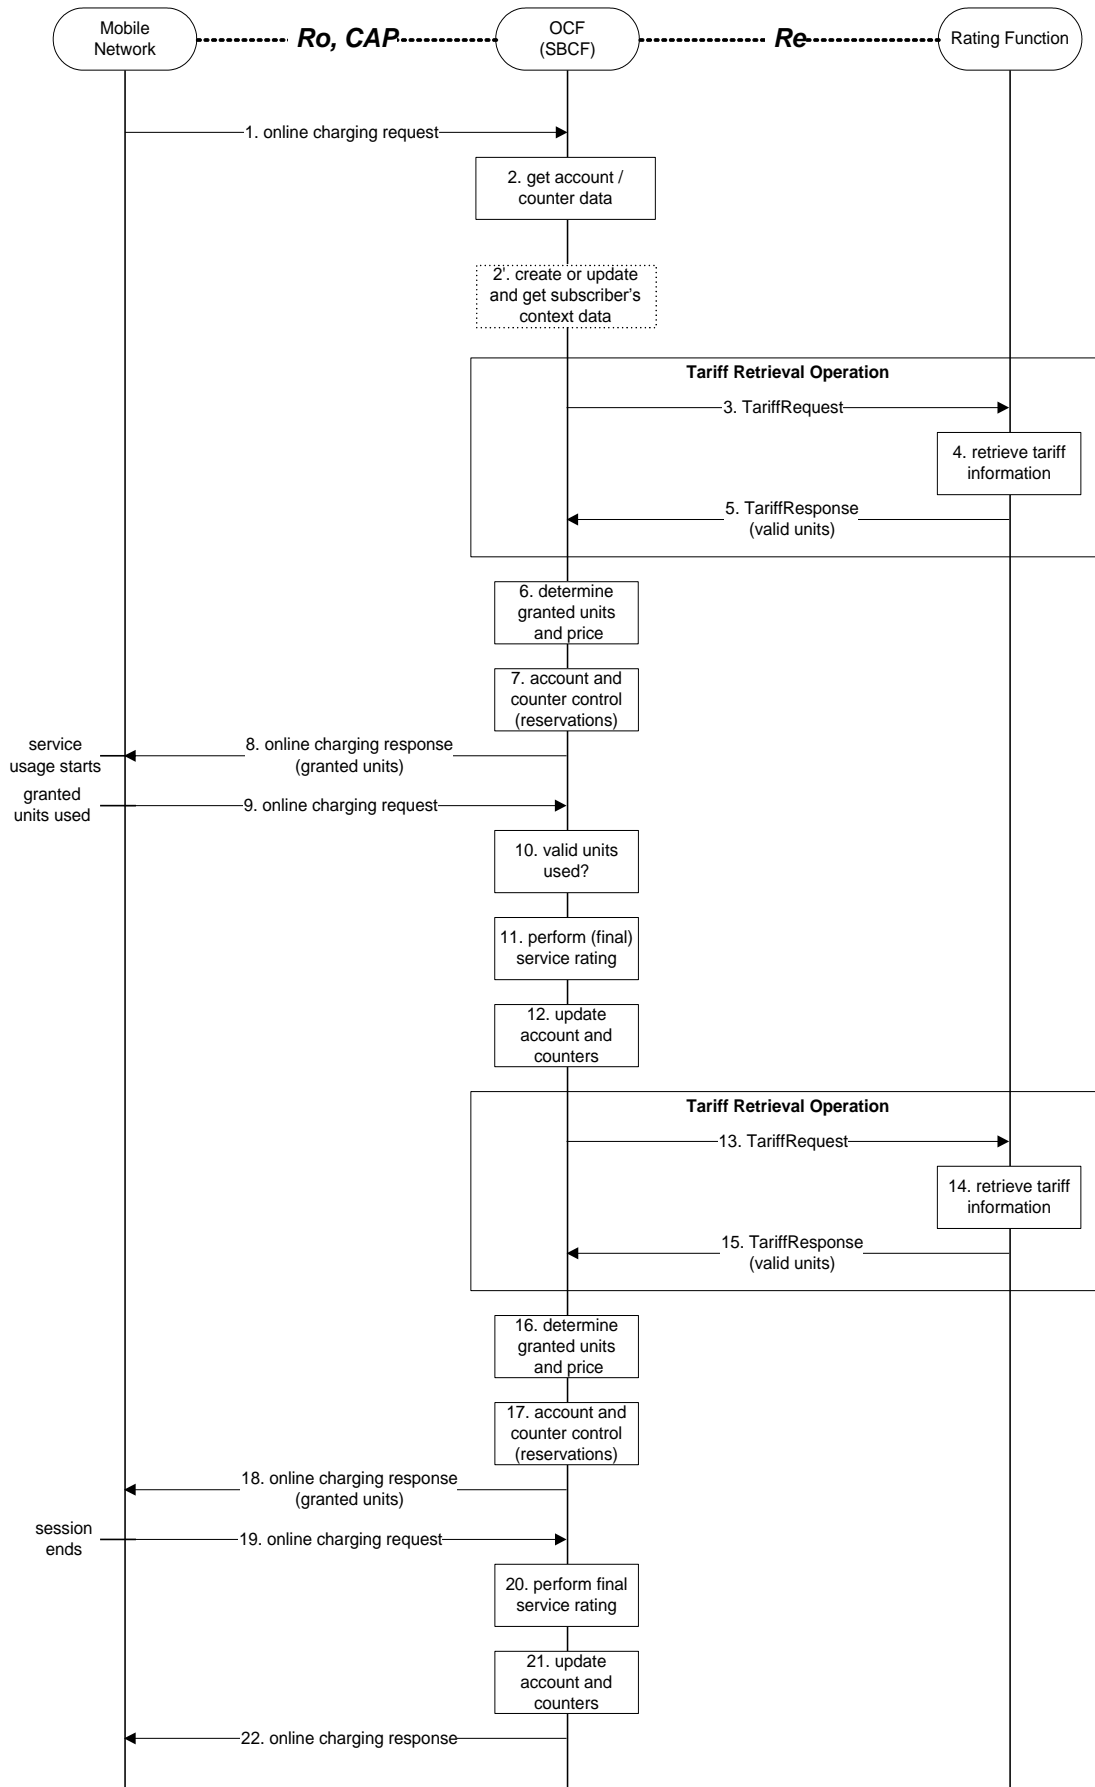 Mobile
Network
Ro, CAP
OCF
(SBCF)
Re
Rating Function
1. online charging request
2. get account /
counter data
2'. create or update
and get subscriber's
context data
Tariff Retrieval Operation
3. TariffRequest
4. retrieve tariff
information
5. TariffResponse
(valid units)
6. determine
granted units
and price
7. account and
counter control
(reservations)
service
usage starts
8. online charging response
(granted units)
granted
units used
9. online charging request
10. valid units
used?
11. perform (final)
service rating
12. update
account and
counters
Tariff Retrieval Operation
13. TariffRequest
14. retrieve tariff
information
15. TariffResponse
(valid units)
16. determine
granted units
and price
17. account and
counter control
(reservations)
18. online charging response
(granted units)
session
ends
19. online charging request
20. perform final
service rating
21. update
account and
counters
22. online charging response